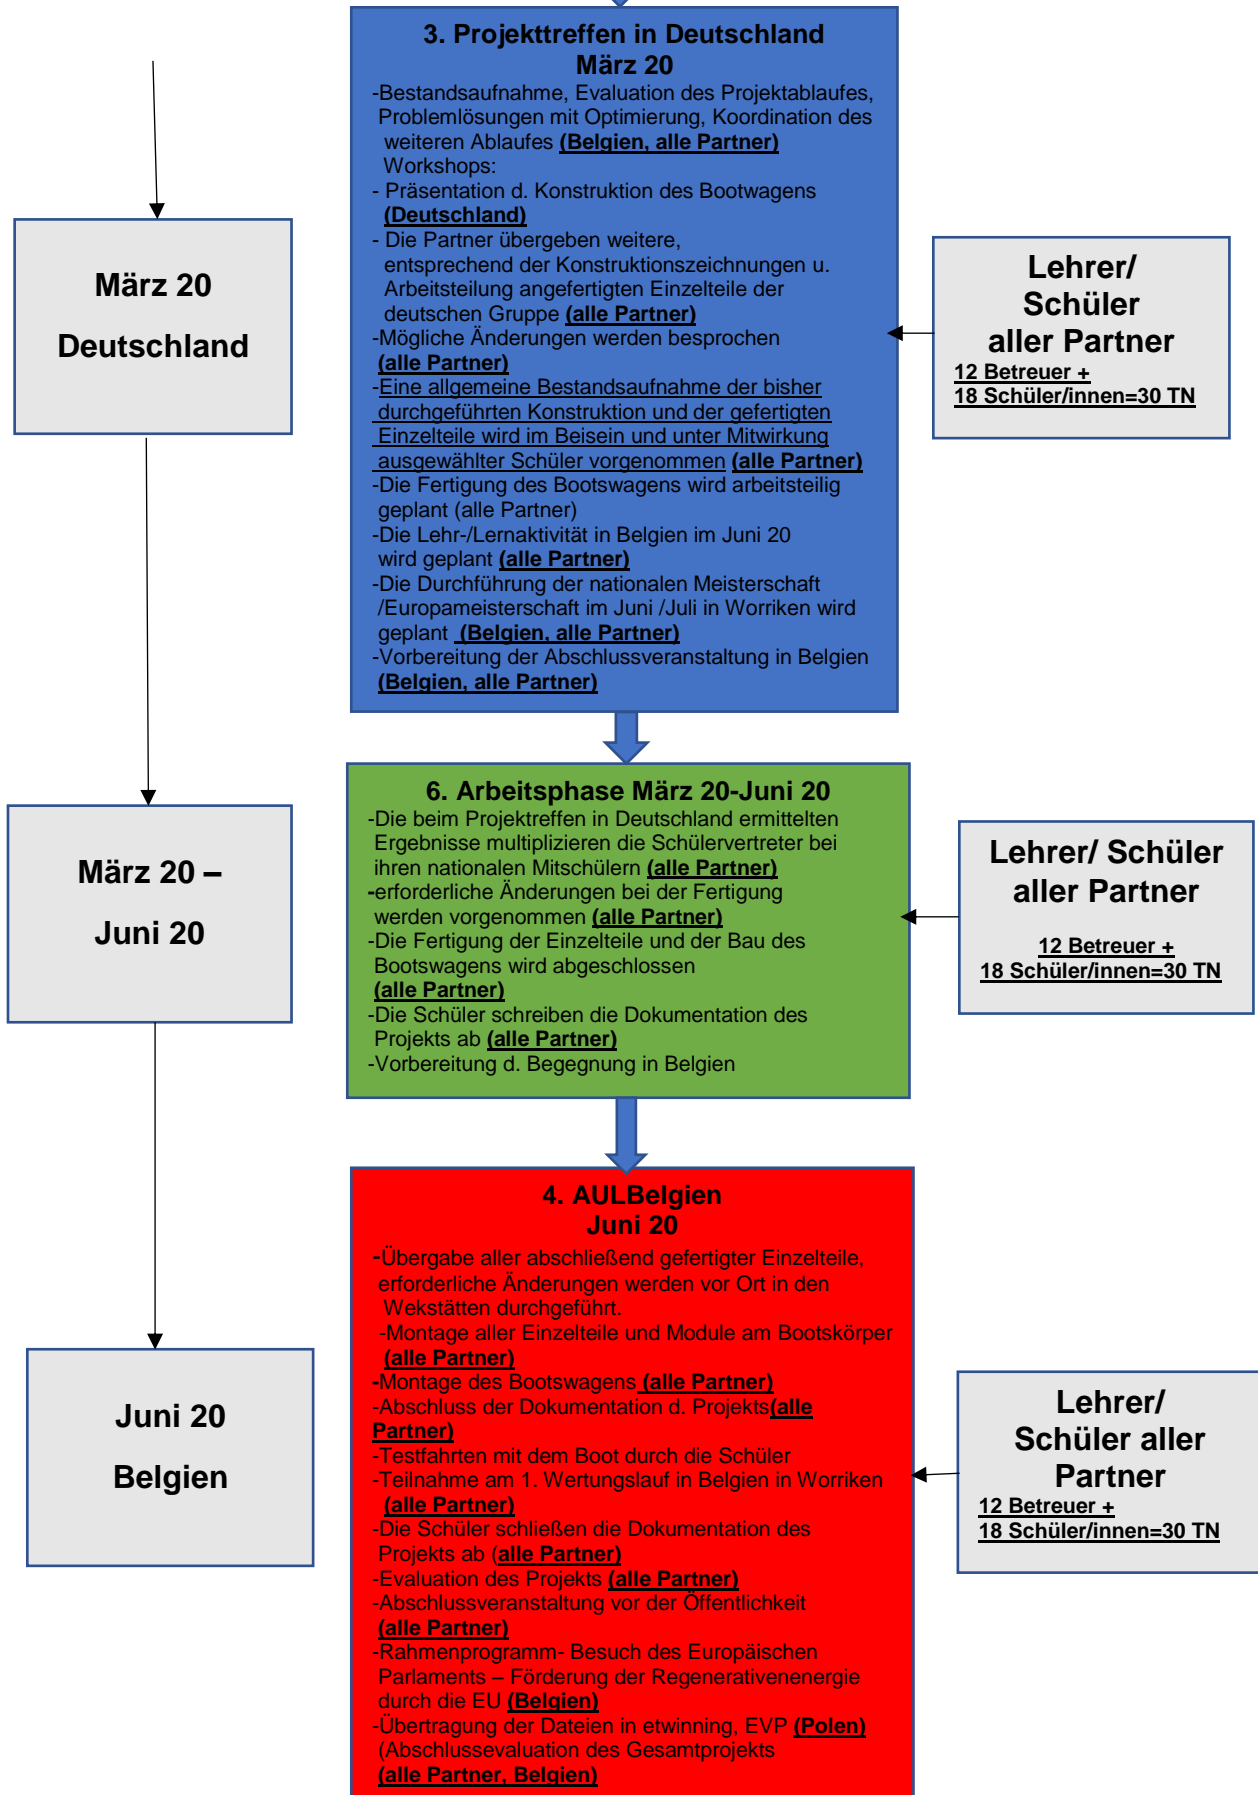 3. Projekttreffen in Deutschland
März 20
-Bestandsaufnahme, Evaluation des Projektablaufes,
Problemlösungen mit Optimierung, Koordination des
weiteren Ablaufes (Belgien, alle Partner)
Workshops:
- Präsentation d. Konstruktion des Bootwagens
(Deutschland)
- Die Partner übergeben weitere,
entsprechend der Konstruktionszeichnungen u.
Arbeitsteilung angefertigten Einzelteile der
deutschen Gruppe (alle Partner)
-Mögliche Änderungen werden besprochen
(alle Partner)
-Eine allgemeine Bestandsaufnahme der bisher
durchgeführten Konstruktion und der gefertigten
Einzelteile wird im Beisein und unter Mitwirkung
ausgewählter Schüler vorgenommen (alle Partner)
-Die Fertigung des Bootswagens wird arbeitsteilig
geplant (alle Partner)
-Die Lehr-/Lernaktivität in Belgien im Juni 20
wird geplant (alle Partner)
-Die Durchführung der nationalen Meisterschaft
/Europameisterschaft im Juni /Juli in Worriken wird
geplant (Belgien, alle Partner)
-Vorbereitung der Abschlussveranstaltung in Belgien
(Belgien, alle Partner)
März 20
Deutschland
Lehrer/
Schüler
aller Partner
12 Betreuer +
18 Schüler/innen=30 TN
6. Arbeitsphase März 20-Juni 20
-Die beim Projektreffen in Deutschland ermittelten
Ergebnisse multiplizieren die Schülervertreter bei
ihren nationalen Mitschülern (alle Partner)
-erforderliche Änderungen bei der Fertigung
werden vorgenommen (alle Partner)
-Die Fertigung der Einzelteile und der Bau des
Bootswagens wird abgeschlossen
(alle Partner)
-Die Schüler schreiben die Dokumentation des
Projekts ab (alle Partner)
-Vorbereitung d. Begegnung in Belgien
März 20 –
Juni 20
Lehrer/ Schüler
aller Partner
12 Betreuer +
18 Schüler/innen=30 TN
4. AULBelgien
Juni 20
-Übergabe aller abschließend gefertigter Einzelteile,
erforderliche Änderungen werden vor Ort in den
Wekstätten durchgeführt.
-Montage aller Einzelteile und Module am Bootskörper
(alle Partner)
-Montage des Bootswagens (alle Partner)
-Abschluss der Dokumentation d. Projekts(alle
Partner)
-Testfahrten mit dem Boot durch die Schüler
-Teilnahme am 1. Wertungslauf in Belgien in Worriken
(alle Partner)
-Die Schüler schließen die Dokumentation des
Projekts ab (alle Partner)
-Evaluation des Projekts (alle Partner)
-Abschlussveranstaltung vor der Öffentlichkeit
(alle Partner)
-Rahmenprogramm- Besuch des Europäischen
Parlaments – Förderung der Regenerativenenergie
durch die EU (Belgien)
-Übertragung der Dateien in etwinning, EVP (Polen)
(Abschlussevaluation des Gesamtprojekts
(alle Partner, Belgien)
Juni 20
Belgien
Lehrer/
Schüler aller
Partner
12 Betreuer +
18 Schüler/innen=30 TN